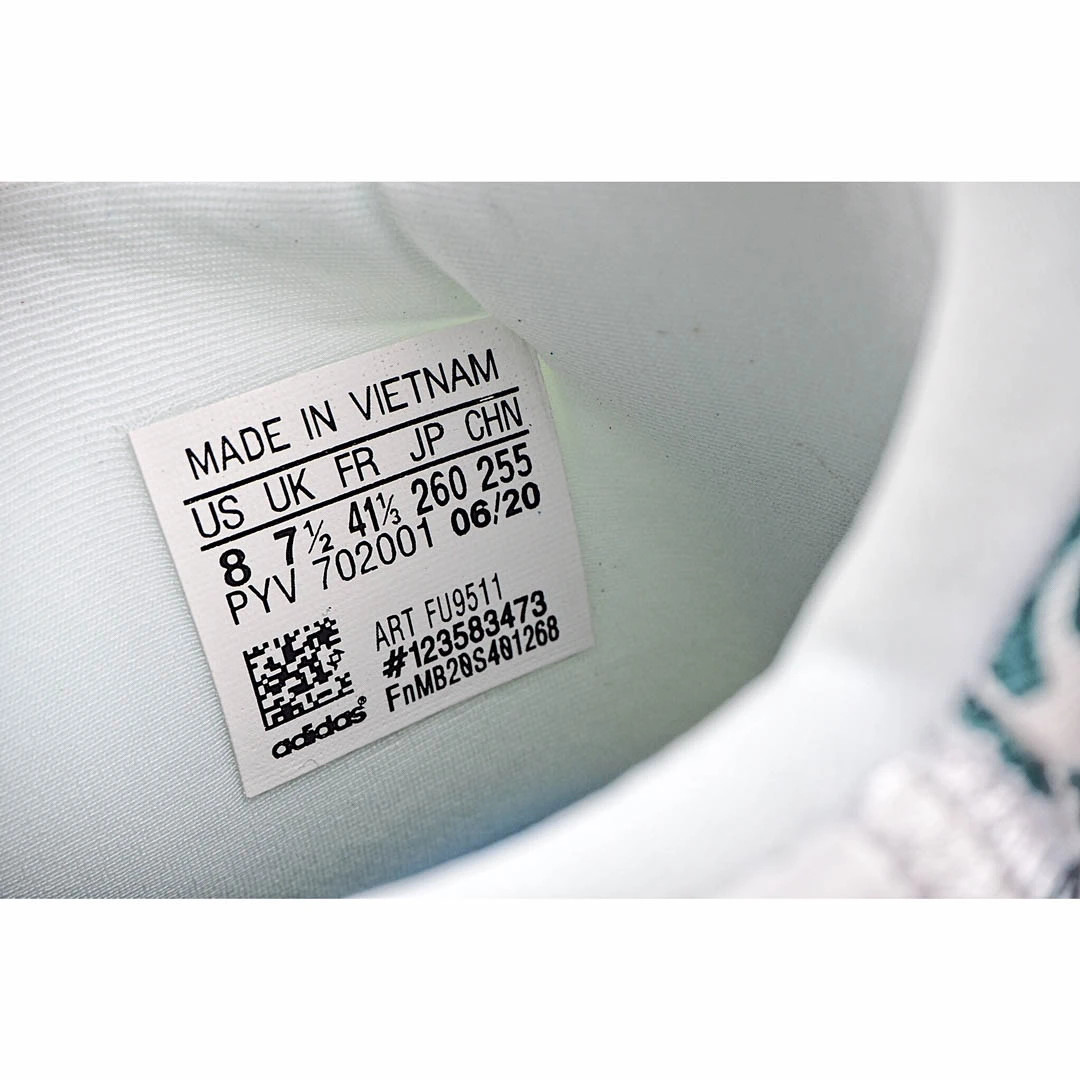 MADE IN VIETNAM
US UK FR JP CHN
8 7½ 41⅓ 260 255
PYV 702001 06/20
ART FU9511
#123583473
FnMB20S401268
adidas®